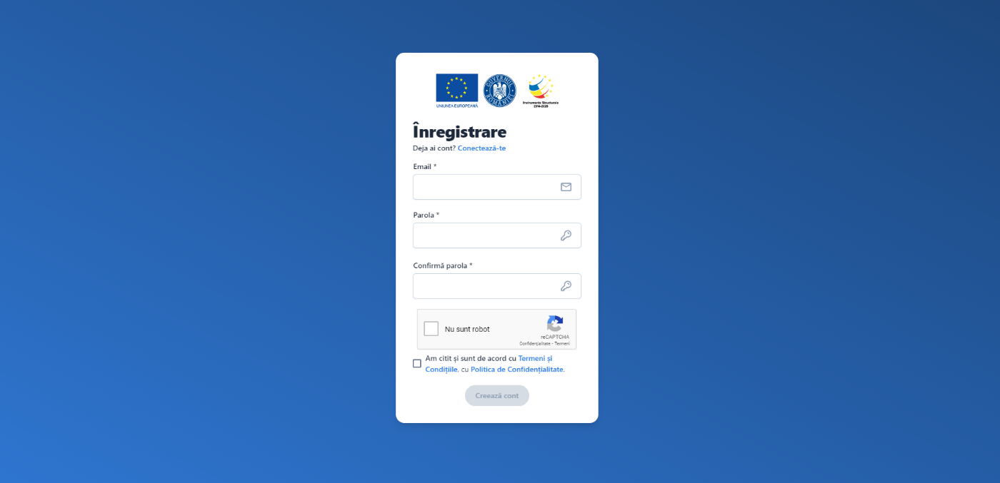 UNIUNEA EUROPEANĂ
GUVERNUL ROMÂNIEI
Instrumente Structurale
2014-2020
Înregistrare
Deja ai cont? Conectează-te
Email *
Parola *
Confirmă parola *
Nu sunt robot
reCAPTCHA
Confidențialitate - Termeni
Am citit și sunt de acord cu Termeni și
Condițiile, cu Politica de Confidențialitate.
Creează cont